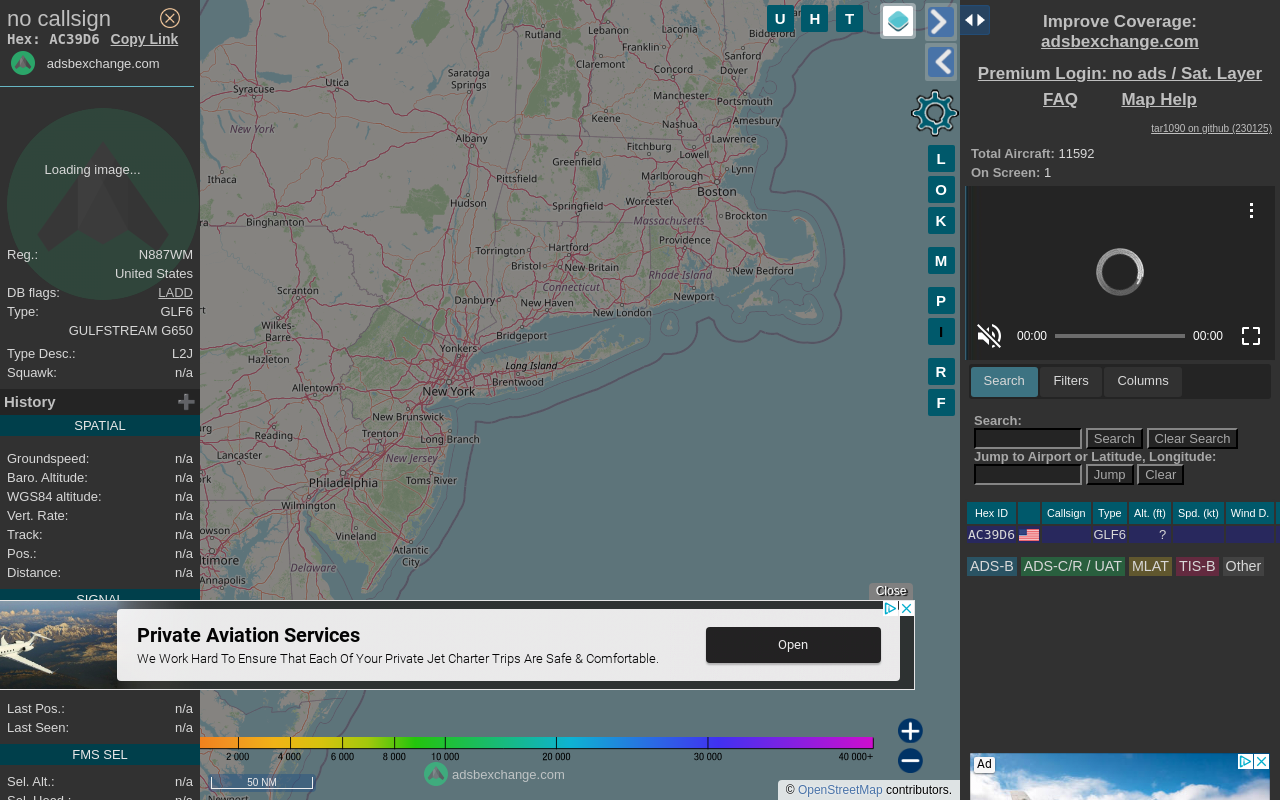 no callsign
Hex: AC39D6 Copy Link
adsbexchange.com
Loading image...
Reg.: N887WM
United States
DB flags: LADD
Type: GLF6
GULFSTREAM G650
Type Desc.: L2J
Squawk: n/a
History
SPATIAL
Groundspeed: n/a
Baro. Altitude: n/a
WGS84 altitude: n/a
Vert. Rate: n/a
Track: n/a
Pos.: n/a
Distance: n/a
SIGNAL
Last Pos.: n/a
Last Seen: n/a
FMS SEL
Sel. Alt.: n/a
Sel. Head.: n/a
U H T
L
O
K
M
P
I
R
F
Rutland
Lebanon
Laconia
Biddeford
Franklin
Claremont
Concord
Sanford
Dover
Utica
Syracuse
Saratoga
Springs
Manchester
Portsmouth
Keene
Nashua
Amesbury
New York
Albany
Fitchburg
Lawrence
Greenfield
Lowell
Ithaca
Pittsfield
Marlborough
Lynn
Boston
Hudson
Springfield
Worcester
Massachusetts
Brockton
Binghamton
Torrington
Hartford
Providence
Bristol
New Britain
Rhode Island
New Bedford
Scranton
Connecticut
Danbury
New Haven
Newport
New London
Wilkes-
Barre
Bridgeport
Hazleton
Yonkers
Long Island
Allentown
New York
Brentwood
New Brunswick
Reading
Trenton
Long Branch
Lancaster
New Jersey
Philadelphia
Toms River
Wilmington
Vineland
Atlantic
City
Annapolis
Delaware
Close
Private Aviation Services
We Work Hard To Ensure That Each Of Your Private Jet Charter Trips Are Safe & Comfortable.
Open
2 000 4 000 6 000 8 000 10 000 20 000 30 000 40 000+
adsbexchange.com
50 NM
© OpenStreetMap contributors.
Improve Coverage:
adsbexchange.com
Premium Login: no ads / Sat. Layer
FAQ Map Help
tar1090 on github (230125)
Total Aircraft: 11592
On Screen: 1
00:00 00:00
Search Filters Columns
Search:
Search Clear Search
Jump to Airport or Latitude, Longitude:
Jump Clear
Hex ID Callsign Type Alt. (ft) Spd. (kt) Wind D.
AC39D6 GLF6 ?
ADS-B ADS-C/R / UAT MLAT TIS-B Other
Ad